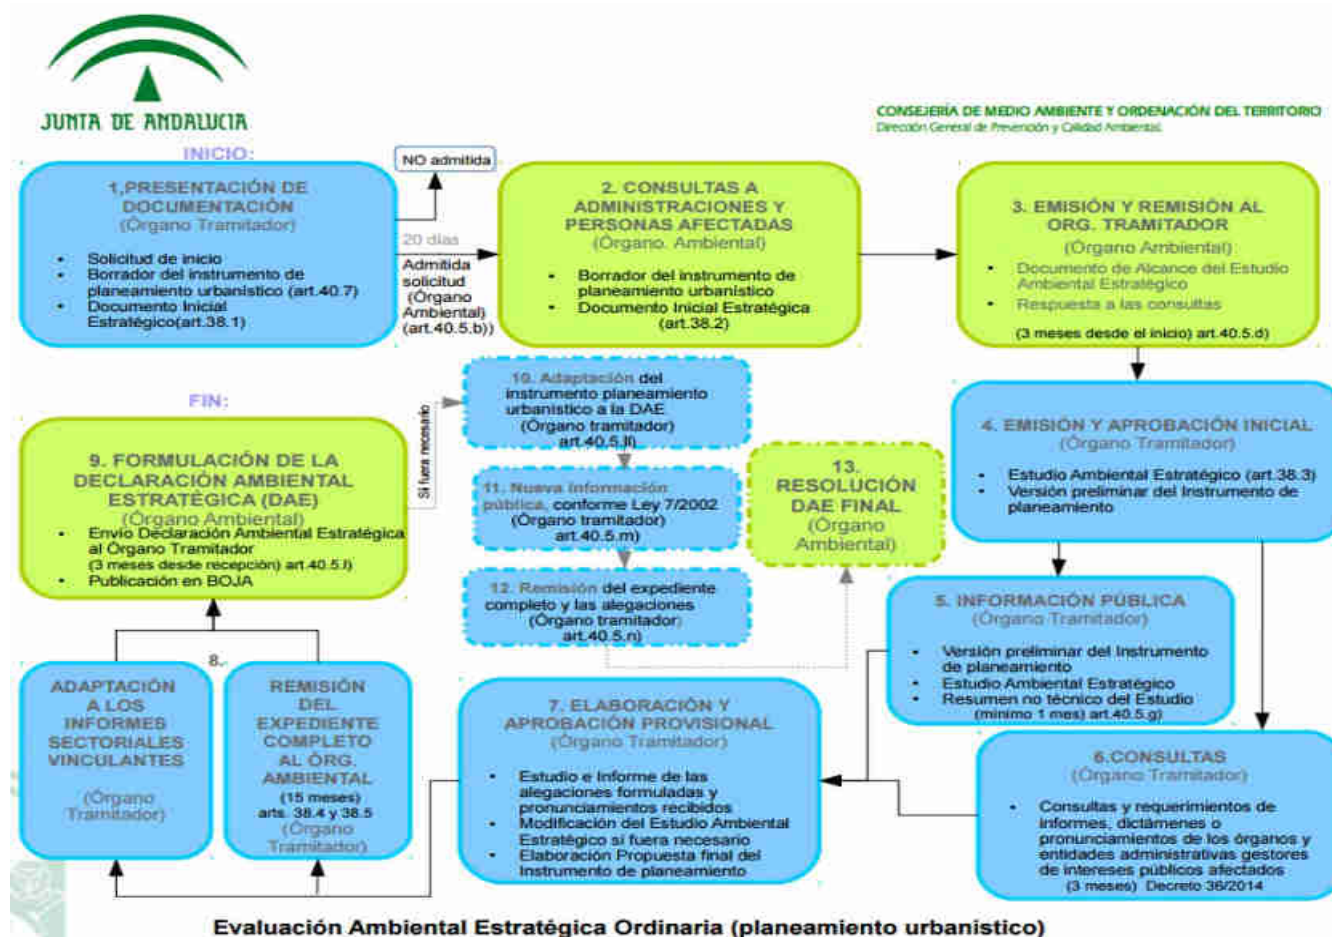 JUNTA DE ANDALUCIA
CONSEJERÍA DE MEDIO AMBIENTE Y ORDENACIÓN DEL TERRITORIO
Dirección General de Prevención y Calidad Ambiental.
INICIO:
1,PRESENTACIÓN DE
DOCUMENTACIÓN
(Órgano Tramitador)
• Solicitud de inicio
• Borrador del instrumento de
planeamiento urbanístico (art.40.7)
• Documento Inicial
Estratégico(art.38.1)
NO admitida
20 días
Admitida
solicitud
(Órgano
Ambiental)
(art.40.5.b))
2. CONSULTAS A
ADMINISTRACIONES Y
PERSONAS AFECTADAS
(Órgano. Ambiental)
• Borrador del instrumento de
planeamiento urbanístico
• Documento Inicial Estratégica
(art.38.2)
3. EMISIÓN Y REMISIÓN AL
ORG. TRAMITADOR
(Órgano Ambiental)
• Documento de Alcance del Estudio
Ambiental Estratégico
• Respuesta a las consultas
(3 meses desde el inicio) art.40.5.d)
4. EMISIÓN Y APROBACIÓN INICIAL
(Órgano Tramitador)
• Estudio Ambiental Estratégico (art.38.3)
• Versión preliminar del Instrumento de
planeamiento
5. INFORMACIÓN PÚBLICA
(Órgano Tramitador)
• Versión preliminar del Instrumento
de planeamiento
• Estudio Ambiental Estratégico
• Resumen no técnico del Estudio
(mínimo 1 mes) art.40.5.g)
6.CONSULTAS
(Órgano Tramitador)
• Consultas y requerimientos de
informes, dictámenes o
pronunciamientos de los órganos y
entidades administrativas gestores
de intereses públicos afectados
(3 meses) Decreto 36/2014
7. ELABORACIÓN Y
APROBACIÓN PROVISIONAL
(Órgano Tramitador)
• Estudio e Informe de las
alegaciones formuladas y
pronunciamientos recibidos
• Modificación del Estudio Ambiental
Estratégico si fuera necesario
• Elaboración Propuesta final del
Instrumento de planeamiento
8.
ADAPTACIÓN
A LOS
INFORMES
SECTORIALES
VINCULANTES
(Órgano
Tramitador)
REMISIÓN
DEL
EXPEDIENTE
COMPLETO
AL ÓRG.
AMBIENTAL
(15 meses)
arts. 38.4 y 38.5
(Órgano
Tramitador)
FIN:
9. FORMULACIÓN DE LA
DECLARACIÓN AMBIENTAL
ESTRATÉGICA (DAE)
(Órgano Ambiental)
• Envío Declaración Ambiental Estratégica
al Órgano Tramitador
(3 meses desde recepción) art.40.5.l)
• Publicación en BOJA
Si fuera necesario
10. Adaptación del
instrumento planeamiento
urbanístico a la DAE
(Órgano tramitador)
art.40.5.ll)
11. Nueva información
pública, conforme Ley 7/2002
(Órgano tramitador)
art.40.5.m)
12. Remisión del expediente
completo y las alegaciones
(Órgano tramitador)
art.40.5.n)
13.
RESOLUCIÓN
DAE FINAL
(Órgano
Ambiental)
Evaluación Ambiental Estratégica Ordinaria (planeamiento urbanístico)